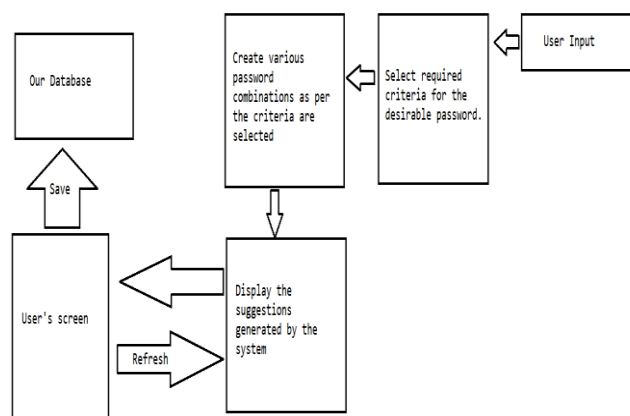 User Input
Select required
criteria for the
desirable password.
Create various
password
combinations as per
the criteria are
selected
Display the
suggestions
generated by the
system
User's screen
Refresh
Save
Our Database